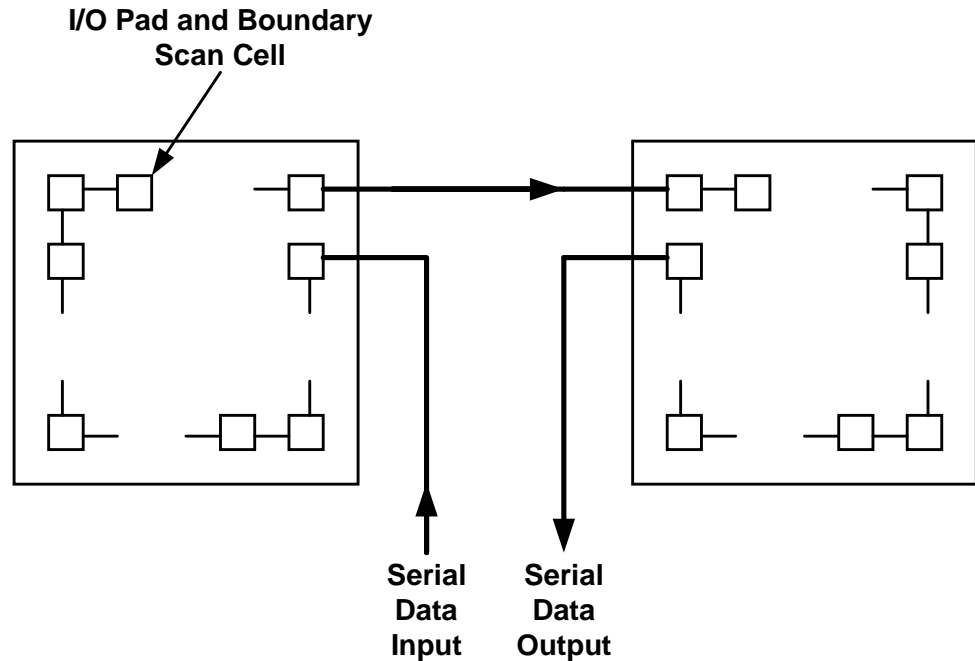 I/O Pad and Boundary
Scan Cell
Serial
Data
Input
Serial
Data
Output